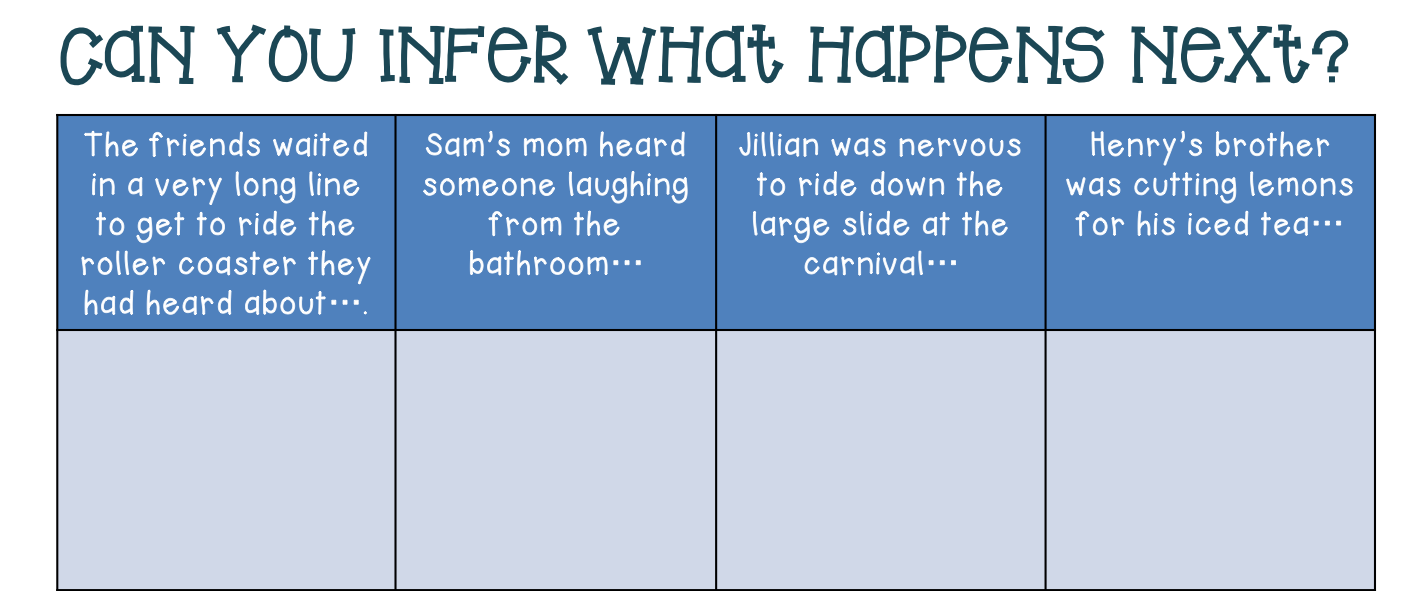 Can You Infer What Happens Next?
The friends waited
in a very long line
to get to ride the
roller coaster they
had heard about….
Sam's mom heard
someone laughing
from the
bathroom…
Jillian was nervous
to ride down the
large slide at the
carnival…
Henry's brother
was cutting lemons
for his iced tea…